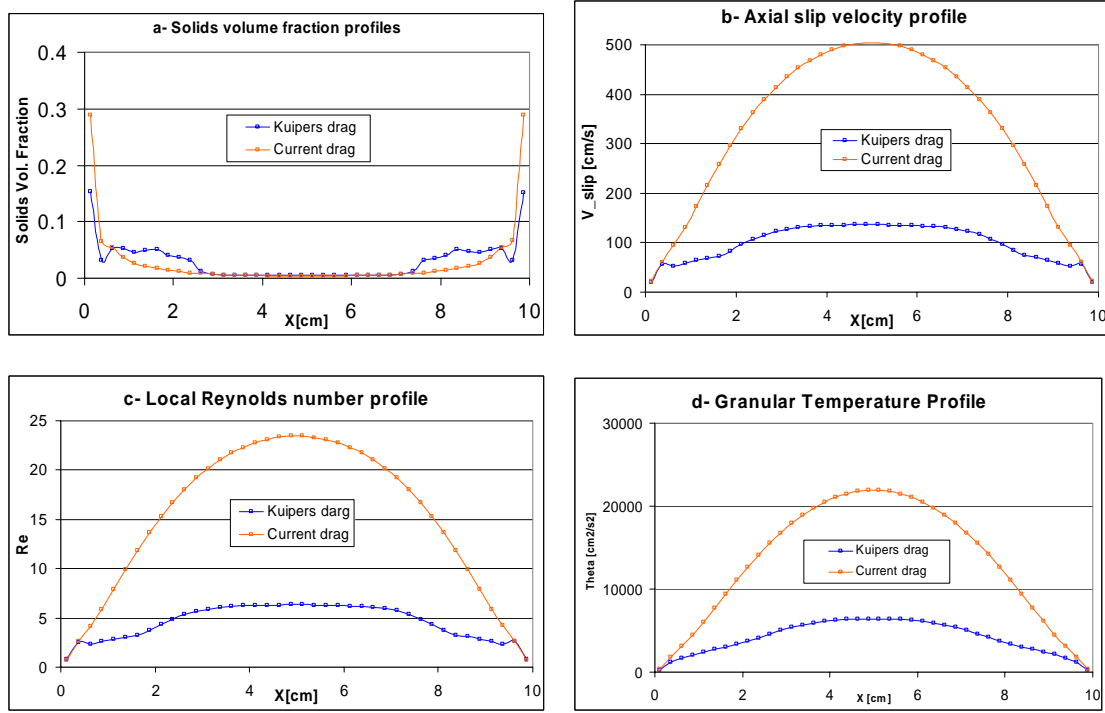 a- Solids volume fraction profiles
0.4
0.3
0.2
0.1
0
Solids Vol. Fraction
Kuipers drag
Current drag
0 2 4 6 8 10
X[cm]
b- Axial slip velocity profile
500
400
300
200
100
0
V_slip [cm/s]
Kuipers drag
Current drag
0 2 4 6 8 10
X[cm]
c- Local Reynolds number profile
25
20
15
10
5
0
Re
Kuipers darg
Current drag
0 2 4 6 8 10
X[cm]
d- Granular Temperature Profile
30000
20000
10000
0
Theta [cm2/s2]
Kuipers drag
Current drag
0 2 4 6 8 10
X [cm]